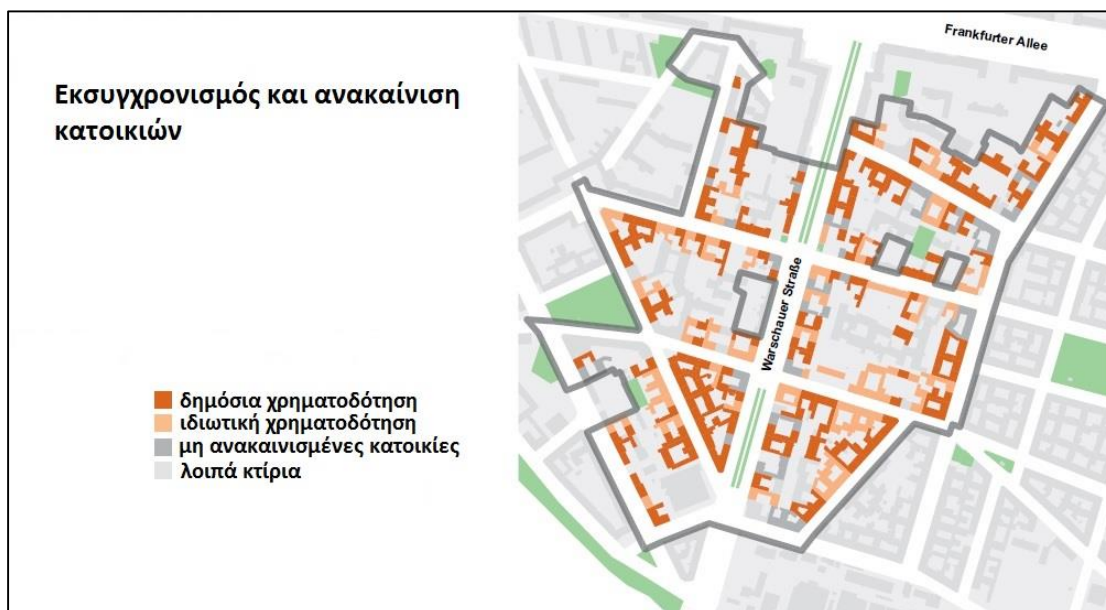 Εκσυγχρονισμός και ανακαίνιση
κατοικιών
δημόσια χρηματοδότηση
ιδιωτική χρηματοδότηση
μη ανακαινισμένες κατοικίες
λοιπά κτίρια
Frankfurter Allee
Warschauer Straße